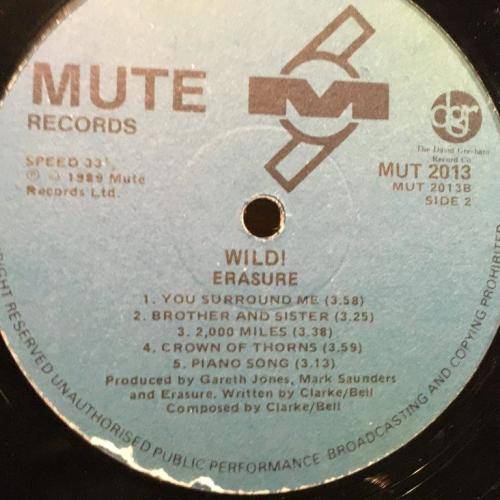 MUTE
RECORDS
M
dgr
The David Gresham
Record Co.
SPEED 33⅓
℗ © 1989 Mute
Records Ltd.
MUT 2013
MUT 2013B
SIDE 2
WILD!
ERASURE
1. YOU SURROUND ME (3.58)
2. BROTHER AND SISTER (3.25)
3. 2,000 MILES (3.38)
4. CROWN OF THORNS (3.59)
5. PIANO SONG (3.13)
Produced by Gareth Jones, Mark Saunders
and Erasure. Written by Clarke/Bell
Composed by Clarke/Bell
RIGHT RESERVED UNAUTHORISED PUBLIC PERFORMANCE BROADCASTING AND COPYING PROHIBITED